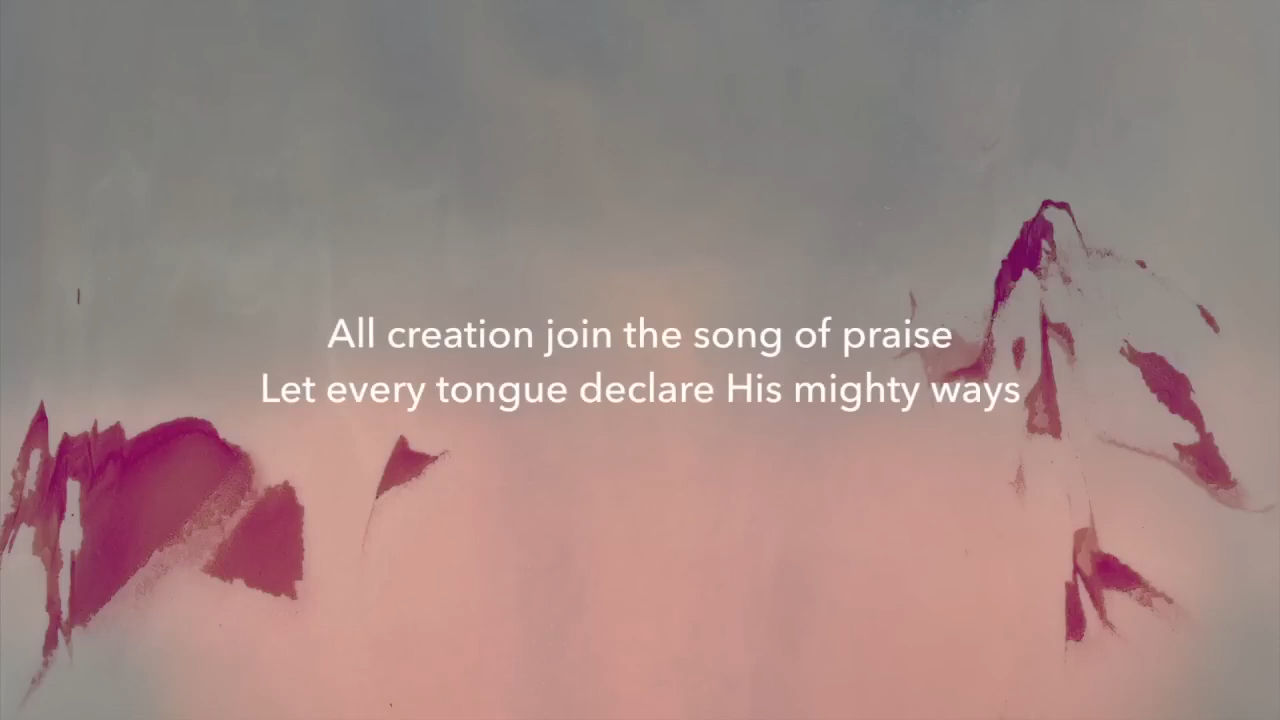 All creation join the song of praise
Let every tongue declare His mighty ways